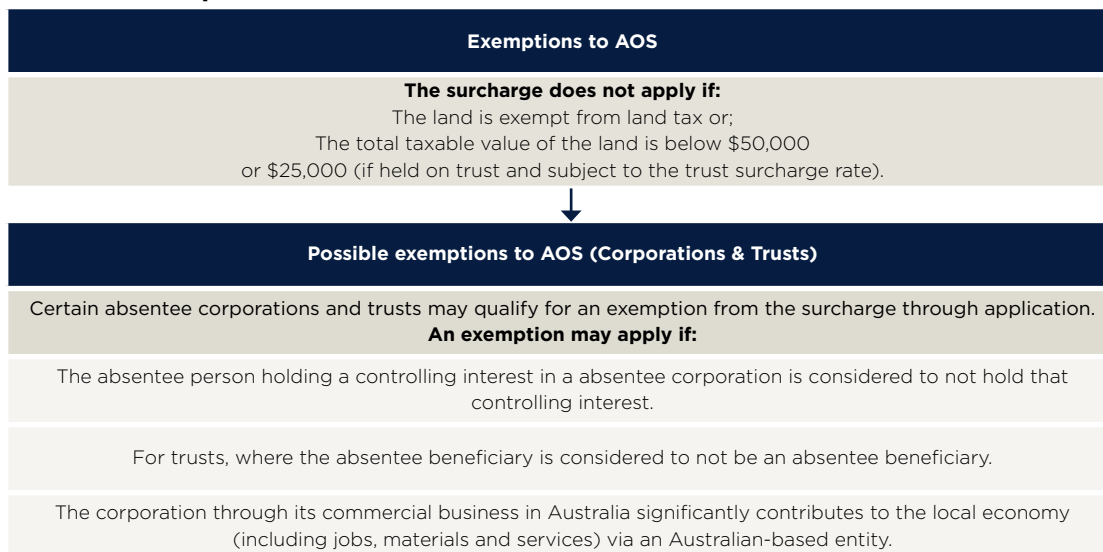 Exemptions to AOS
The surcharge does not apply if:
The land is exempt from land tax or;
The total taxable value of the land is below $50,000
or $25,000 (if held on trust and subject to the trust surcharge rate).
Possible exemptions to AOS (Corporations & Trusts)
Certain absentee corporations and trusts may qualify for an exemption from the surcharge through application.
An exemption may apply if:
The absentee person holding a controlling interest in a absentee corporation is considered to not hold that
controlling interest.
For trusts, where the absentee beneficiary is considered to not be an absentee beneficiary.
The corporation through its commercial business in Australia significantly contributes to the local economy
(including jobs, materials and services) via an Australian-based entity.